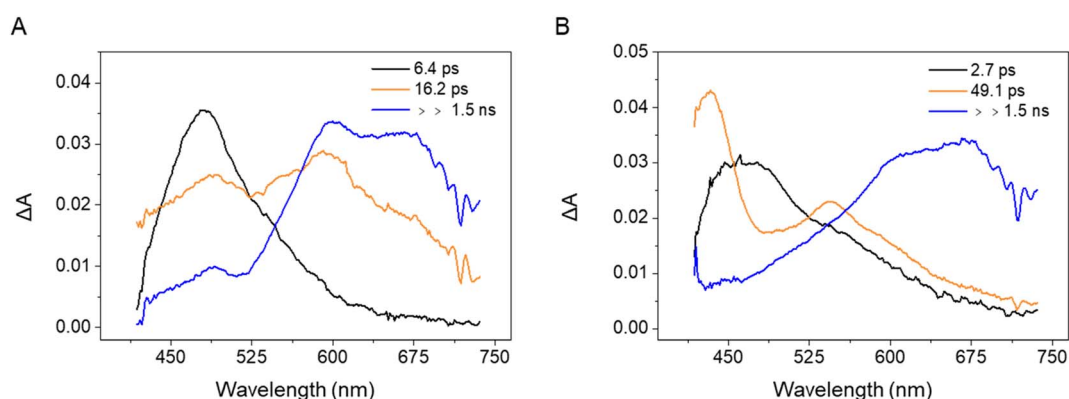 A
6.4 ps
16.2 ps
> > 1.5 ns
0.04
0.03
0.02
0.01
0.00
ΔA
450 525 600 675 750
Wavelength (nm)
B
2.7 ps
49.1 ps
> > 1.5 ns
0.05
0.04
0.03
0.02
0.01
0.00
ΔA
450 525 600 675 750
Wavelength (nm)